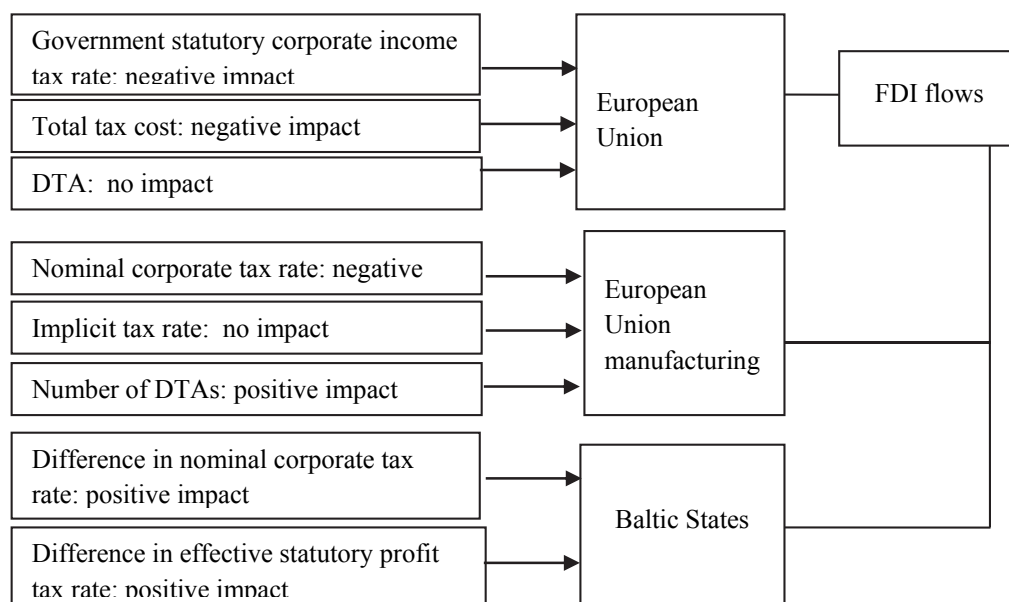 Government statutory corporate income
tax rate: negative impact
Total tax cost: negative impact
DTA:  no impact
European
Union
FDI flows
Nominal corporate tax rate: negative
Implicit tax rate:  no impact
Number of DTAs: positive impact
European
Union
manufacturing
Difference in nominal corporate tax
rate: positive impact
Difference in effective statutory profit
tax rate: positive impact
Baltic States